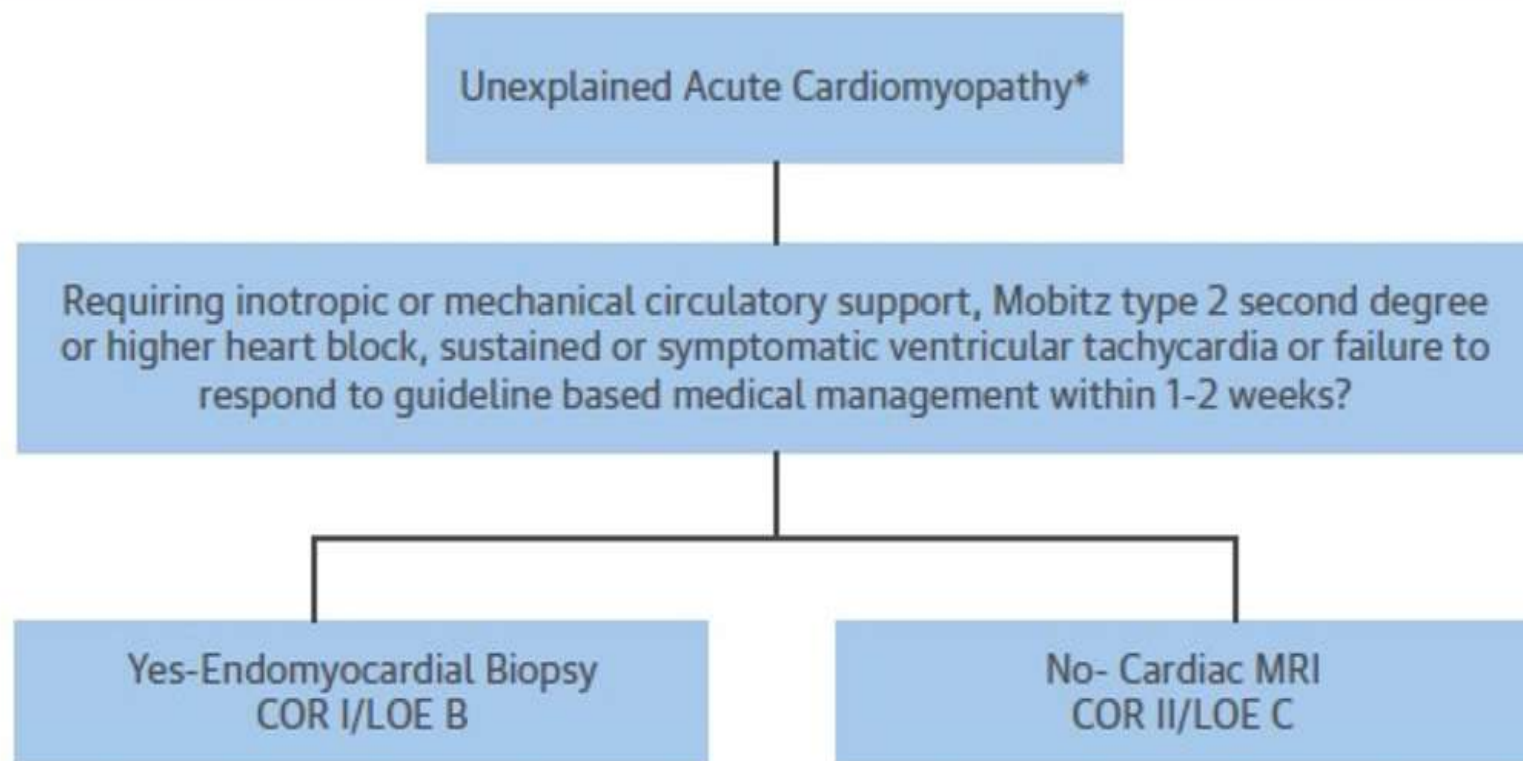 Unexplained Acute Cardiomyopathy*
Requiring inotropic or mechanical circulatory support, Mobitz type 2 second degree
or higher heart block, sustained or symptomatic ventricular tachycardia or failure to
respond to guideline based medical management within 1-2 weeks?
Yes-Endomyocardial Biopsy
COR I/LOE B
No- Cardiac MRI
COR II/LOE C